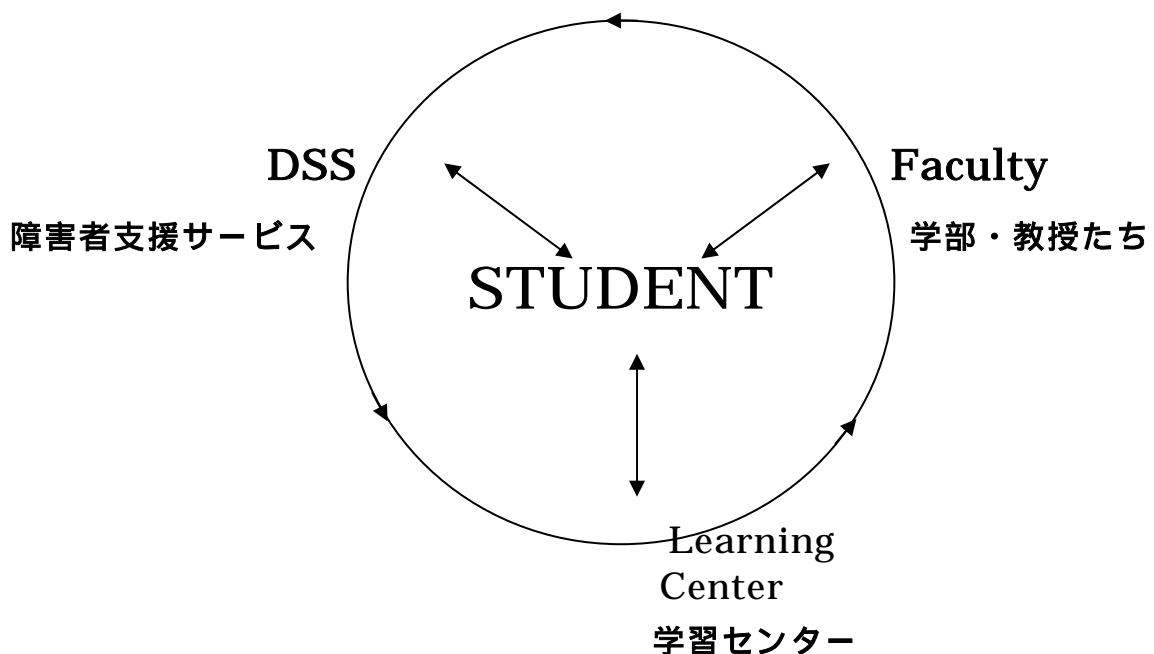 DSS
障害者支援サービス
Faculty
学部・教授たち
STUDENT
Learning
Center
学習センター